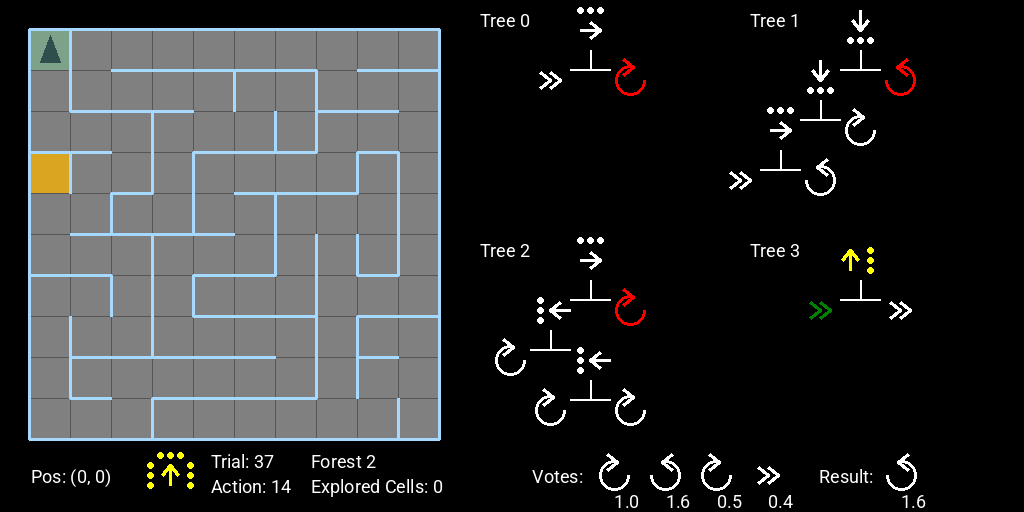 Tree 0
Tree 1
Tree 2
Tree 3
Pos: (0, 0)
Trial: 37
Forest 2
Action: 14
Explored Cells: 0
Votes:
1.0
1.6
0.5
0.4
Result:
1.6